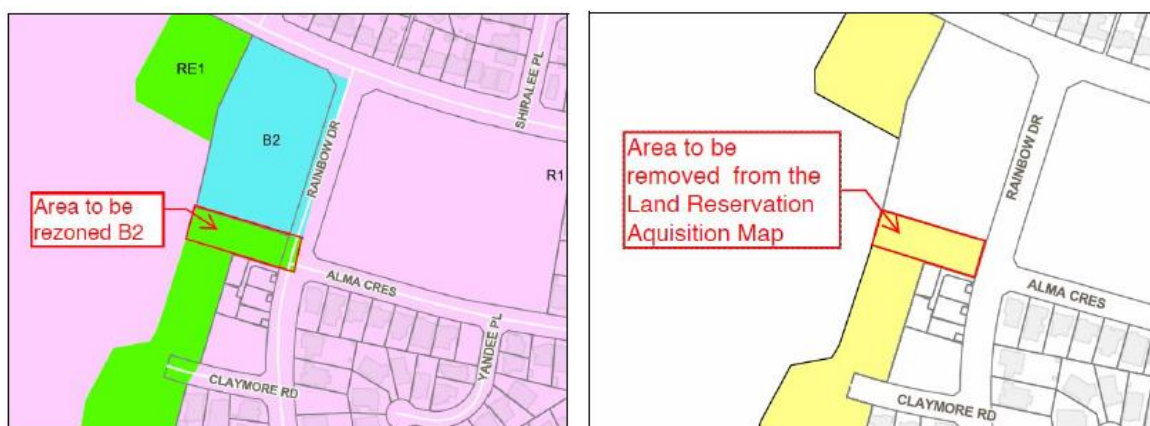 RE1
SHIRALEE PL
B2
RAINBOW DR
R1
Area to be
rezoned B2
ALMA CRES
YANDEE PL
CLAYMORE RD
Area to be
removed from the
Land Reservation
Aquisition Map
RAINBOW DR
ALMA CRES
CLAYMORE RD